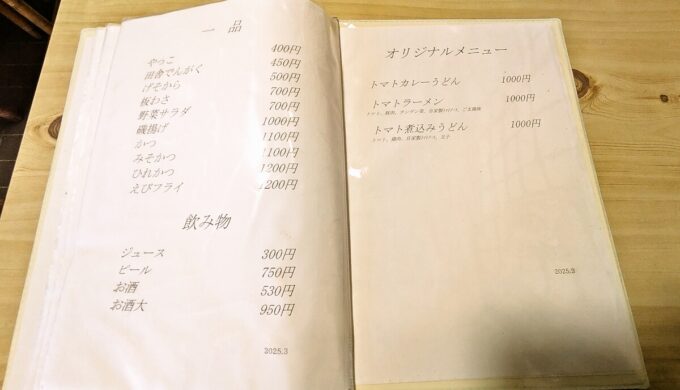 一 品
やっこ 400円
田舎でんがく 450円
げそから 500円
板わさ 700円
野菜サラダ 700円
磯揚げ 1000円
かつ 1100円
みそかつ 1100円
ひれかつ 1200円
えびフライ 1200円
飲み物
ジュース 300円
ビール 750円
お酒 530円
お酒大 950円
2025.3
オリジナルメニュー
トマトカレーうどん 1000円
トマトラーメン 1000円
トマト煮込みうどん 1000円
2025.3